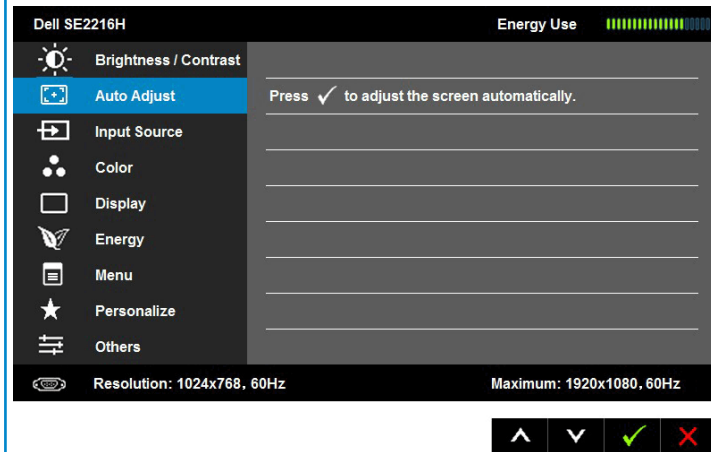 Dell SE2216H Energy Use
Brightness / Contrast
Auto Adjust Press ✓ to adjust the screen automatically.
Input Source
Color
Display
Energy
Menu
Personalize
Others
Resolution: 1024x768, 60Hz Maximum: 1920x1080, 60Hz